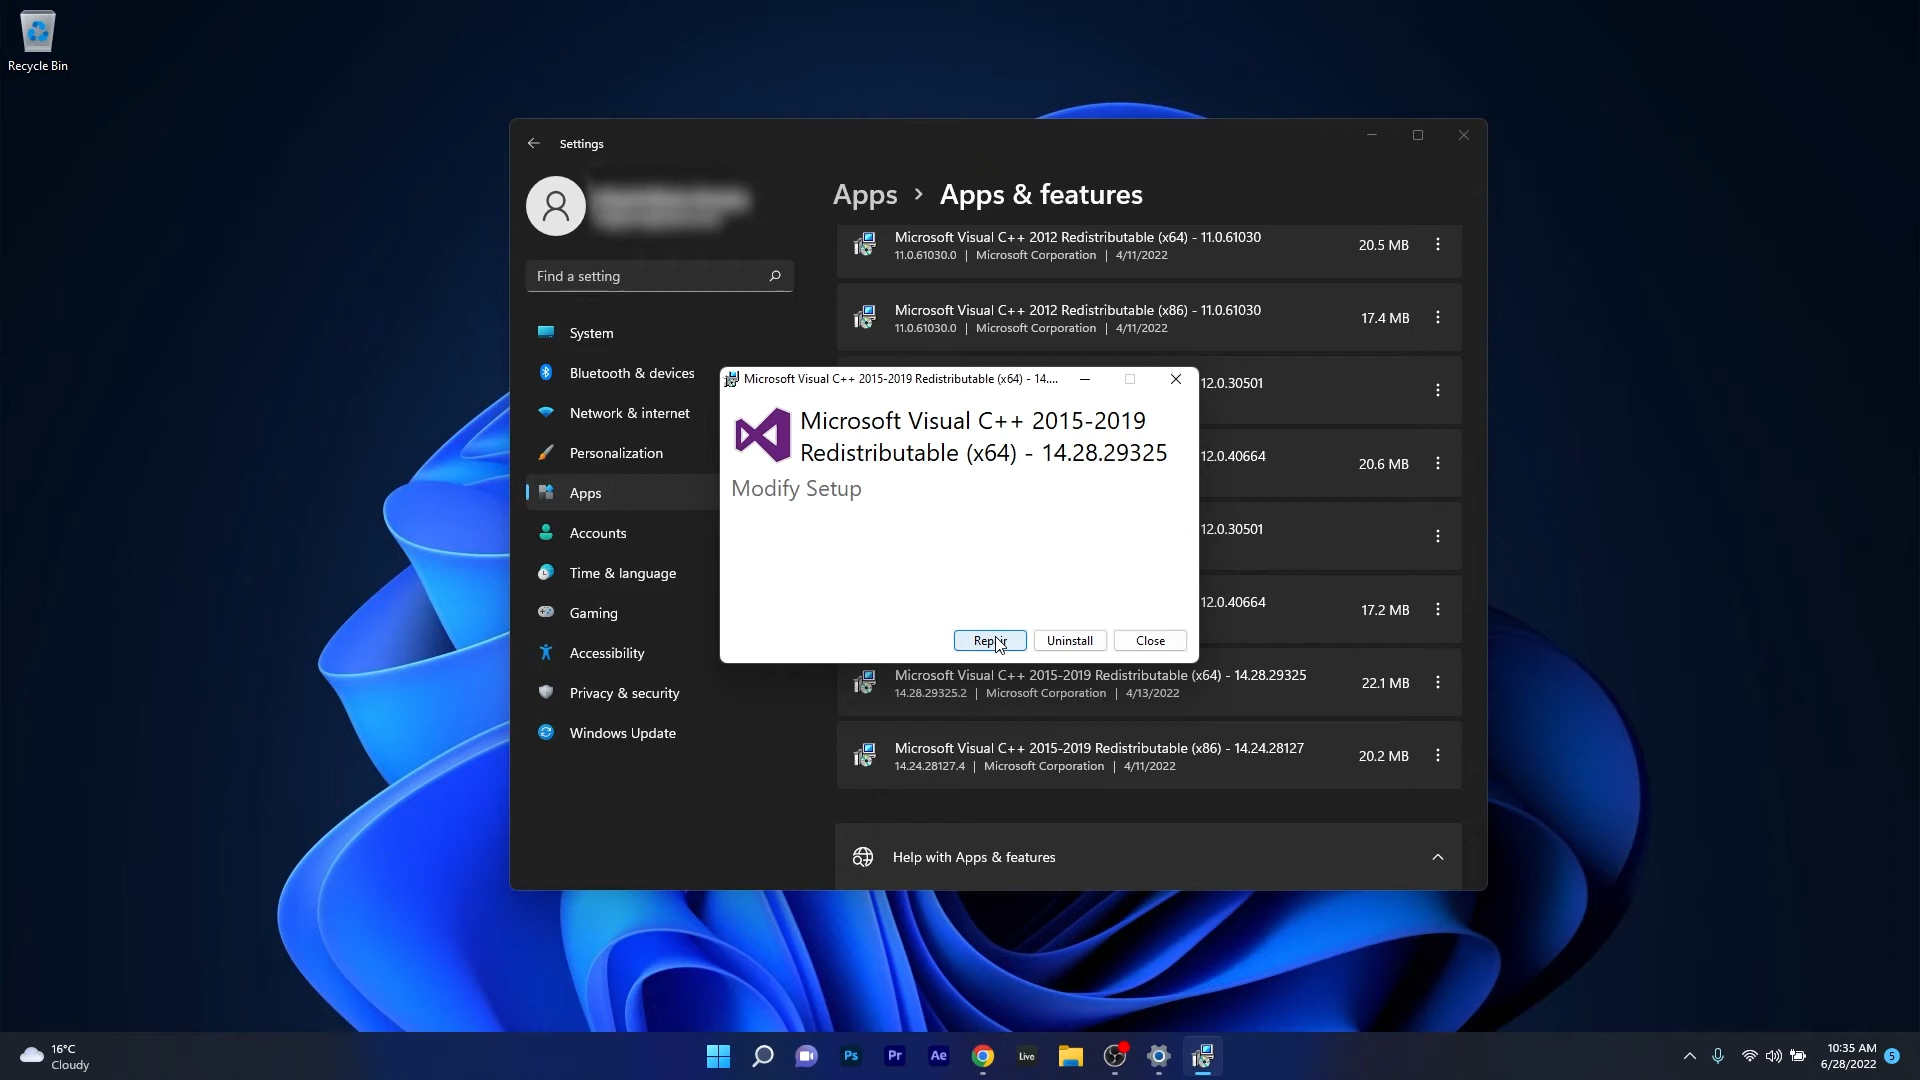 Recycle Bin
Settings
Find a setting
System
Bluetooth & devices
Network & internet
Personalization
Apps
Accounts
Time & language
Gaming
Accessibility
Privacy & security
Windows Update
Apps > Apps & features
Microsoft Visual C++ 2012 Redistributable (x64) - 11.0.61030
11.0.61030.0 | Microsoft Corporation | 4/11/2022
20.5 MB
Microsoft Visual C++ 2012 Redistributable (x86) - 11.0.61030
11.0.61030.0 | Microsoft Corporation | 4/11/2022
17.4 MB
12.0.30501
12.0.40664
20.6 MB
12.0.30501
12.0.40664
17.2 MB
Microsoft Visual C++ 2015-2019 Redistributable (x64) - 14....
Microsoft Visual C++ 2015-2019
Redistributable (x64) - 14.28.29325
Modify Setup
Repair
Uninstall
Close
Microsoft Visual C++ 2015-2019 Redistributable (x64) - 14.28.29325
14.28.29325.2 | Microsoft Corporation | 4/13/2022
22.1 MB
Microsoft Visual C++ 2015-2019 Redistributable (x86) - 14.24.28127
14.24.28127.4 | Microsoft Corporation | 4/11/2022
20.2 MB
Help with Apps & features
16°C
Cloudy
Ps
Pr
Ae
Live
10:35 AM
6/28/2022
5